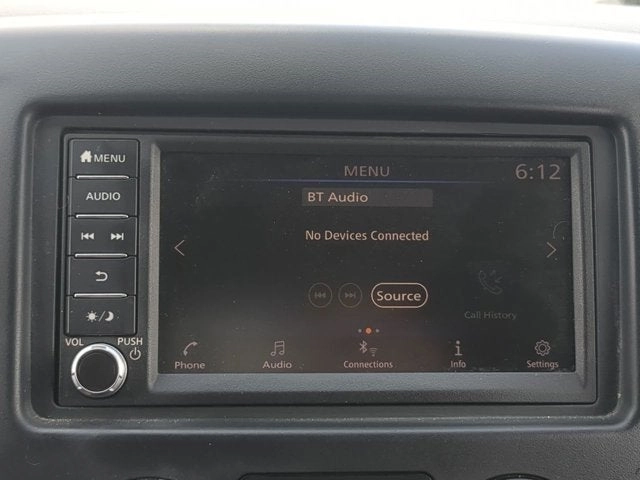 MENU
AUDIO
VOL
PUSH
MENU
6:12
BT Audio
No Devices Connected
Source
Call History
Phone
Audio
Connections
Info
Settings